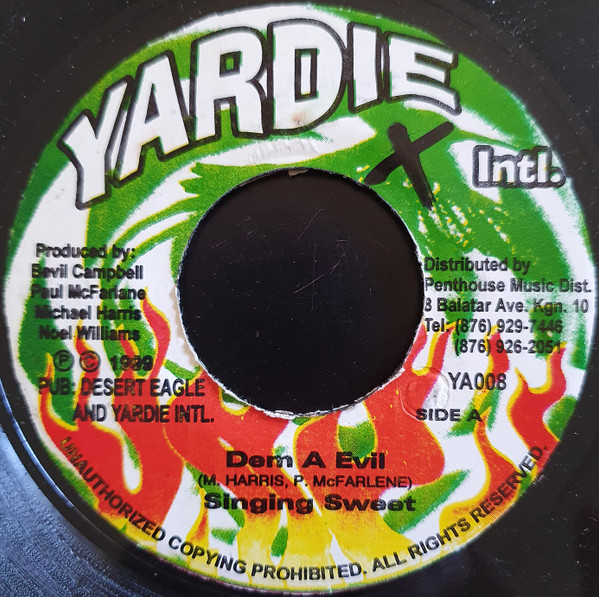 YARDIE
Intl.
Produced by:
Bevil Campbell
Paul McFarlane
Michael Harris
Noel Williams
Ⓟ © 1999
PUB: DESERT EAGLE
AND YARDIE INTL.
Distributed by
Penthouse Music Dist.
8 Balatar Ave. Kgn. 10
Tel: (876) 929-7446
(876) 926-2051
YA008
SIDE A
Dem A Evil
(M. HARRIS, P. McFARLENE)
Singing Sweet
UNAUTHORIZED COPYING PROHIBITED. ALL RIGHTS RESERVED.